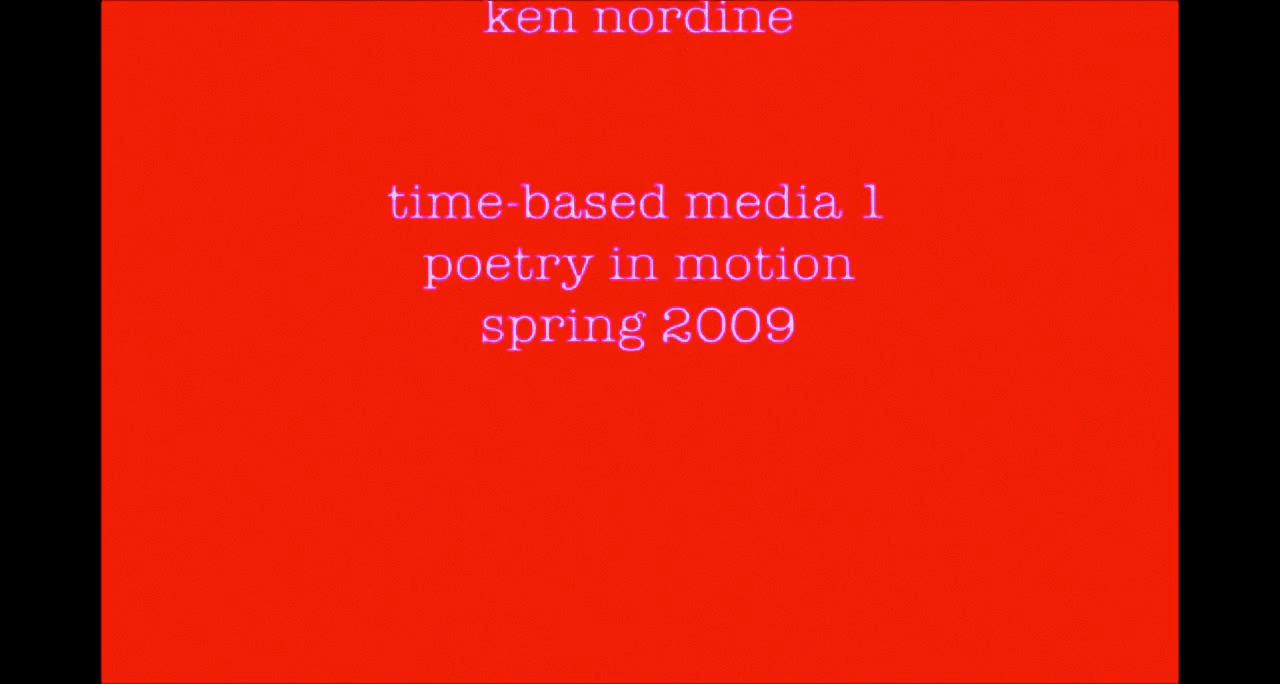 ken nordine
time-based media 1
poetry in motion
spring 2009